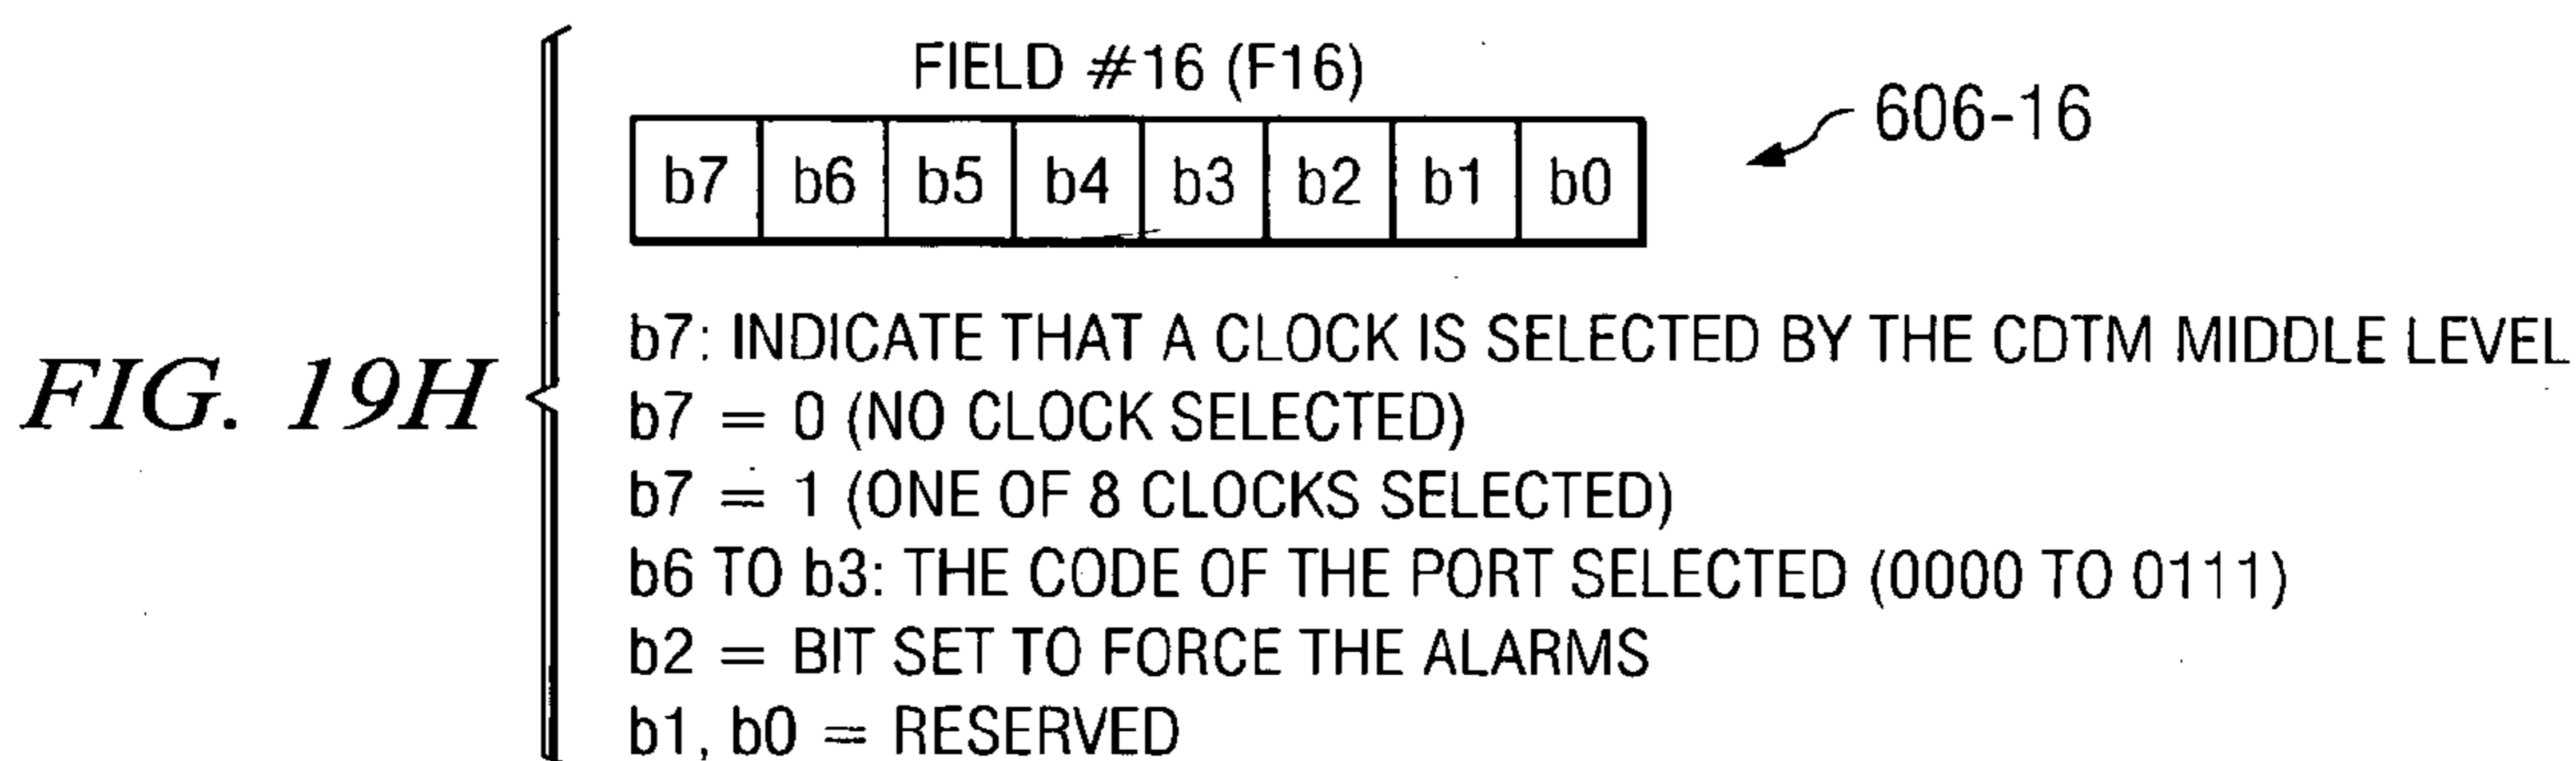 FIELD #16 (F16)
606-16
b7 b6 b5 b4 b3 b2 b1 b0
FIG. 19H
b7: INDICATE THAT A CLOCK IS SELECTED BY THE CDTM MIDDLE LEVEL
b7 = 0 (NO CLOCK SELECTED)
b7 = 1 (ONE OF 8 CLOCKS SELECTED)
b6 TO b3: THE CODE OF THE PORT SELECTED (0000 TO 0111)
b2 = BIT SET TO FORCE THE ALARMS
b1, b0 = RESERVED